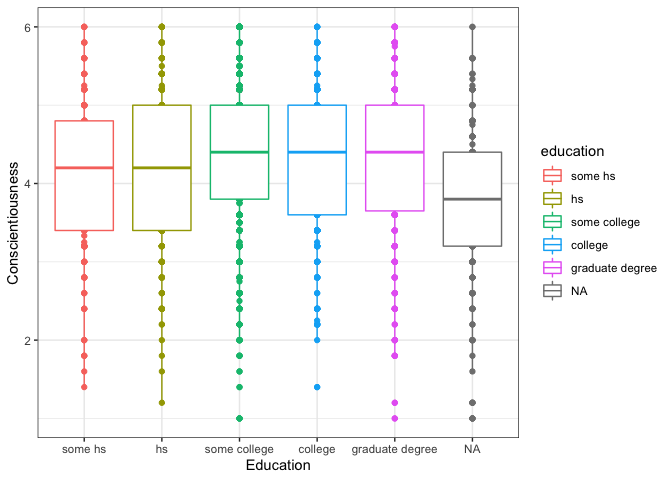 6
4
2
Conscientiousness
some hs
hs
some college
college
graduate degree
NA
Education
education
some hs
hs
some college
college
graduate degree
NA